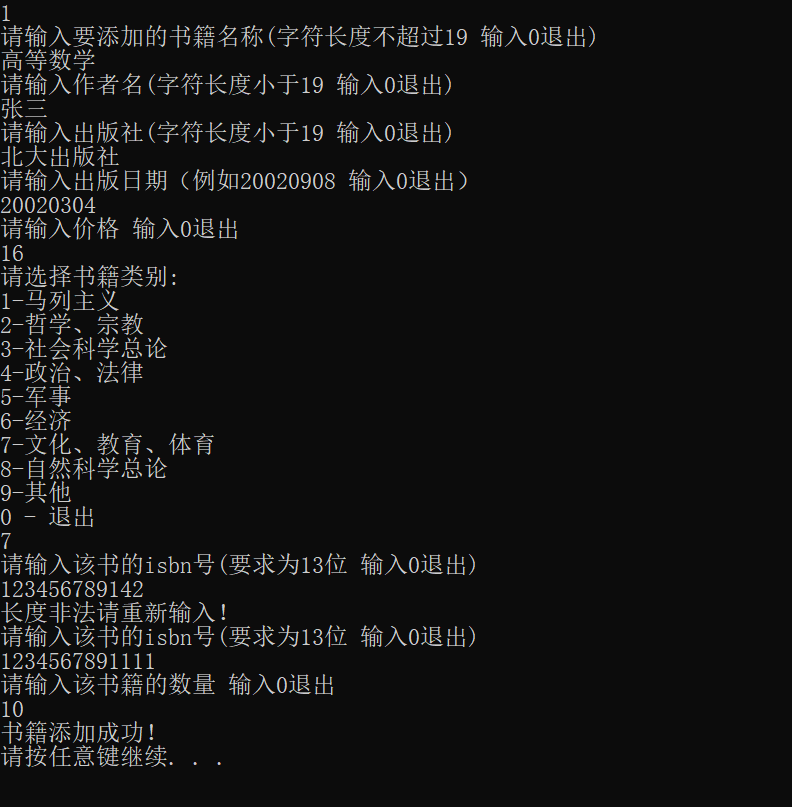 1
请输入要添加的书籍名称(字符长度不超过19 输入0退出)
高等数学
请输入作者名(字符长度小于19 输入0退出)
张三
请输入出版社(字符长度小于19 输入0退出)
北大出版社
请输入出版日期（例如20020908 输入0退出）
20020304
请输入价格 输入0退出
16
请选择书籍类别:
1-马列主义
2-哲学、宗教
3-社会科学总论
4-政治、法律
5-军事
6-经济
7-文化、教育、体育
8-自然科学总论
9-其他
0 - 退出
7
请输入该书的isbn号(要求为13位 输入0退出)
123456789142
长度非法请重新输入!
请输入该书的isbn号(要求为13位 输入0退出)
1234567891111
请输入该书籍的数量 输入0退出
10
书籍添加成功!
请按任意键继续. . .